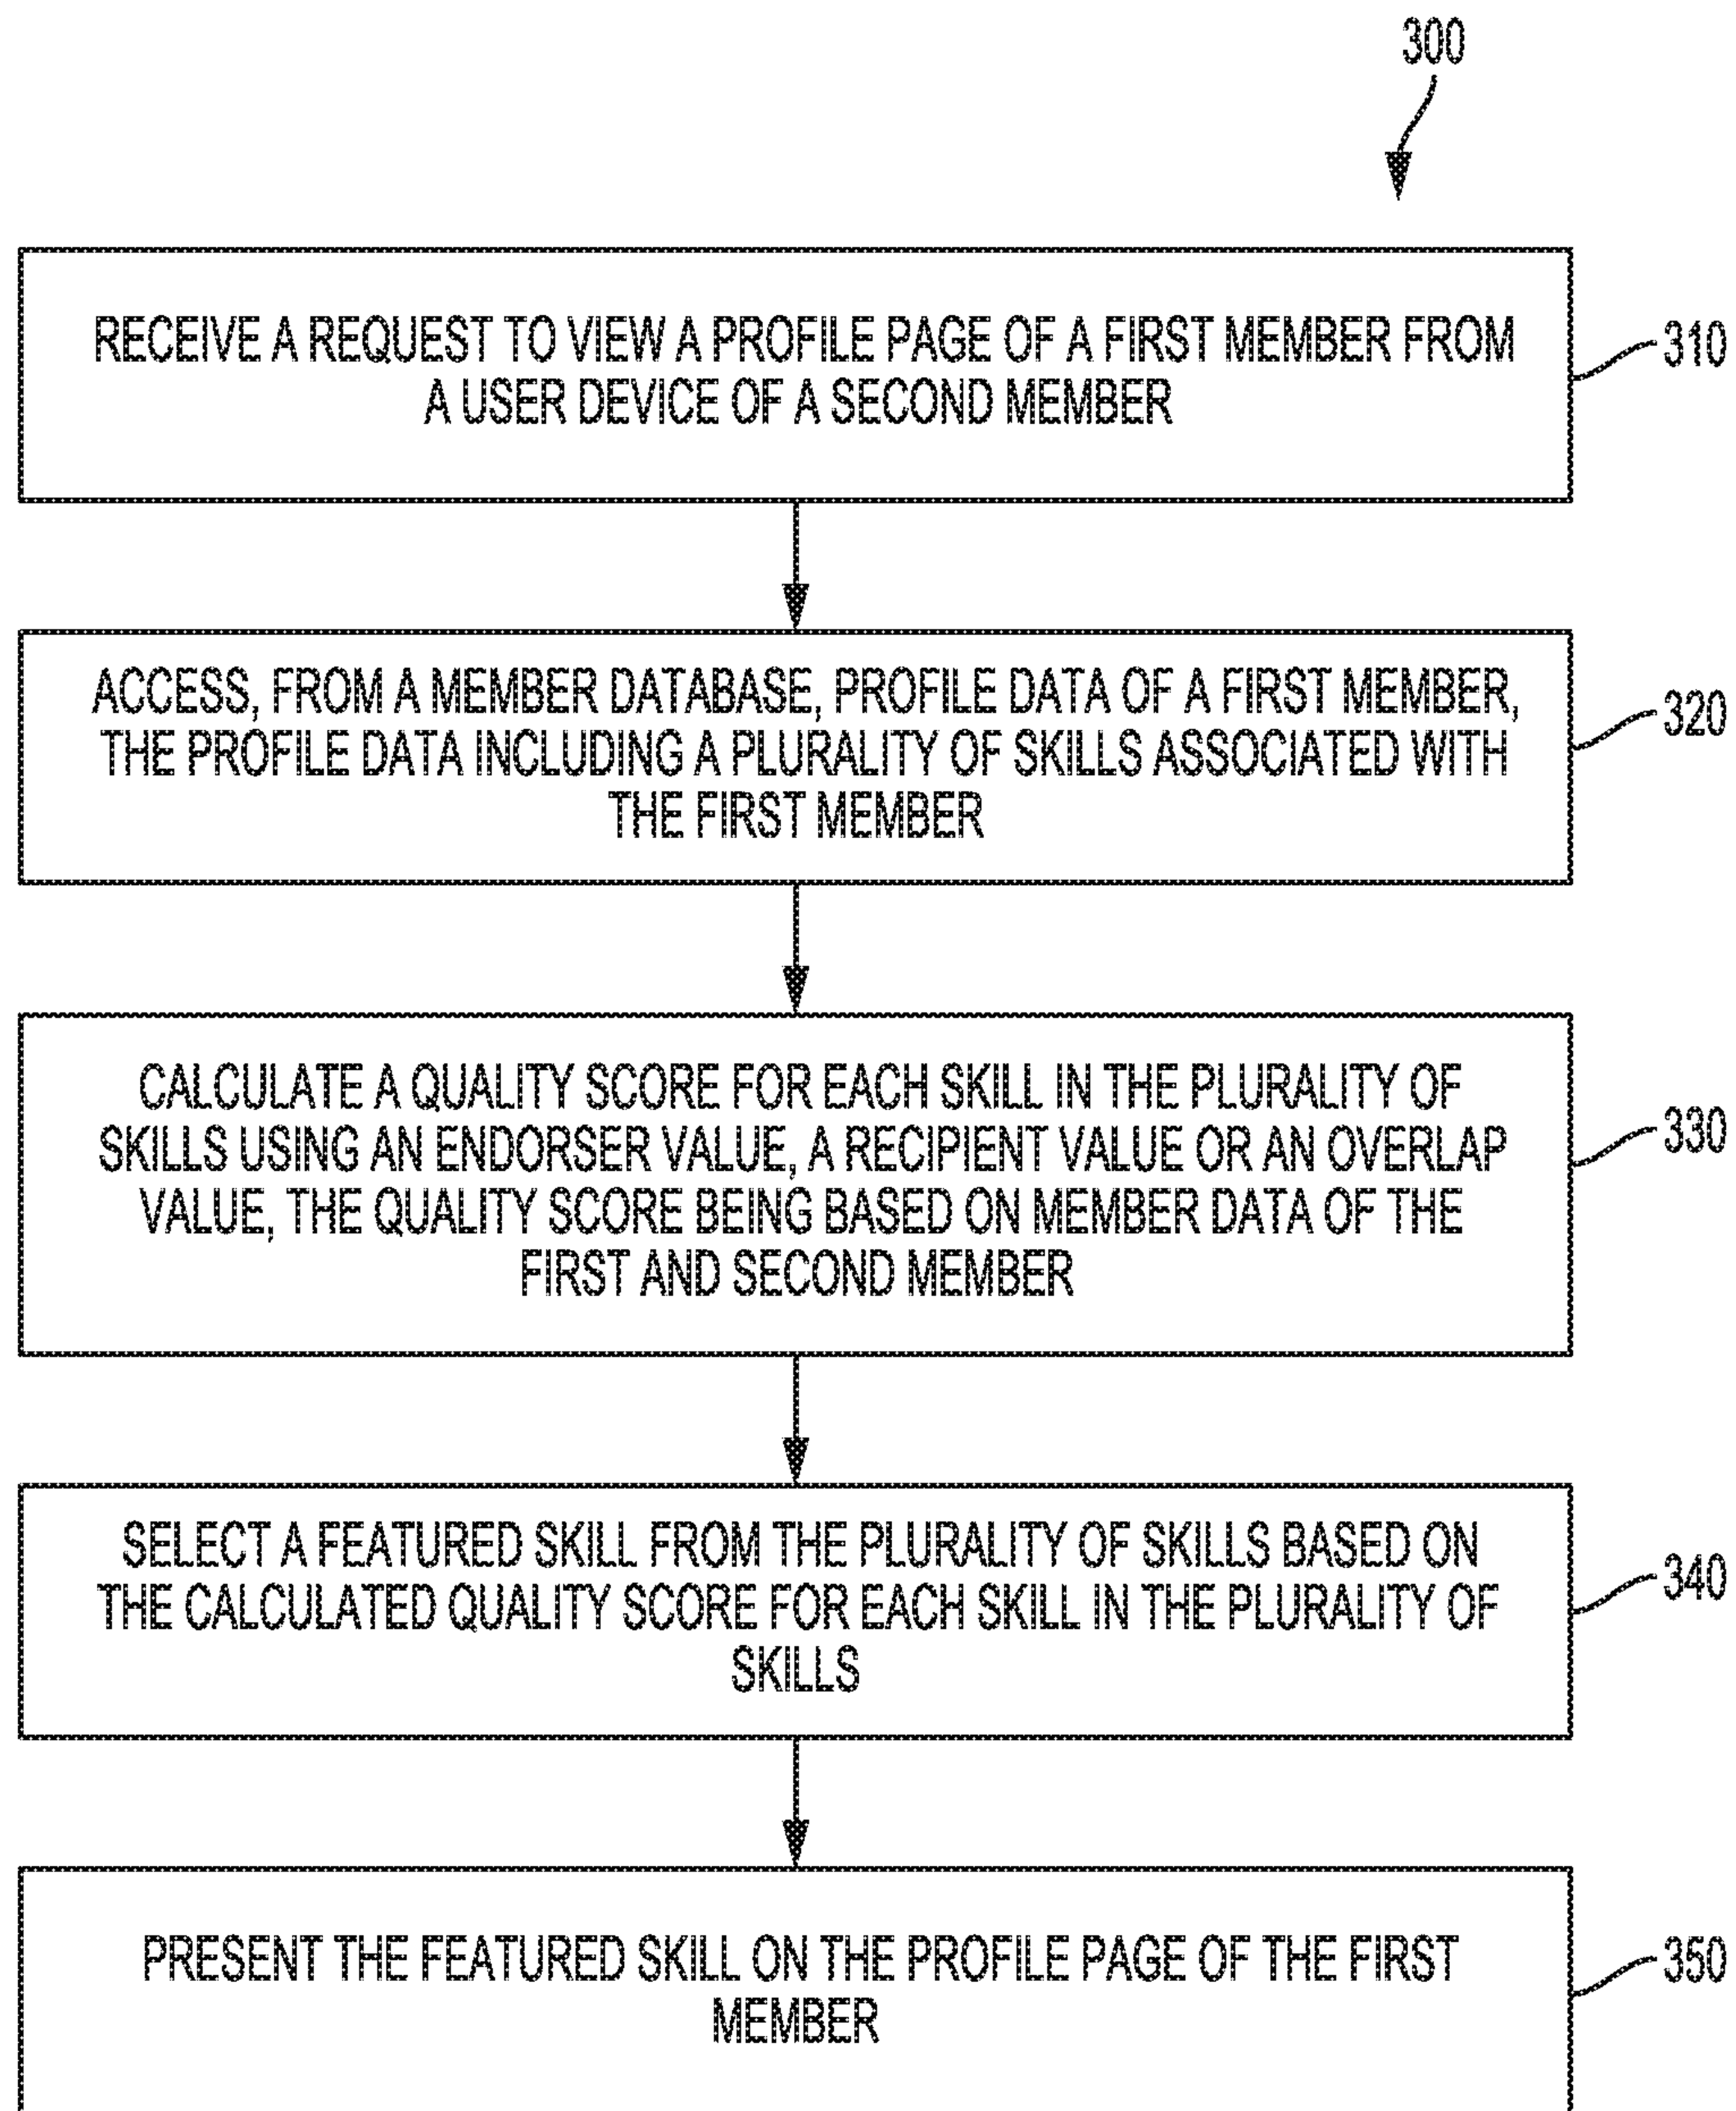 300
RECEIVE A REQUEST TO VIEW A PROFILE PAGE OF A FIRST MEMBER FROM
A USER DEVICE OF A SECOND MEMBER
310
ACCESS, FROM A MEMBER DATABASE, PROFILE DATA OF A FIRST MEMBER,
THE PROFILE DATA INCLUDING A PLURALITY OF SKILLS ASSOCIATED WITH
THE FIRST MEMBER
320
CALCULATE A QUALITY SCORE FOR EACH SKILL IN THE PLURALITY OF
SKILLS USING AN ENDORSER VALUE, A RECIPIENT VALUE OR AN OVERLAP
VALUE, THE QUALITY SCORE BEING BASED ON MEMBER DATA OF THE
FIRST AND SECOND MEMBER
330
SELECT A FEATURED SKILL FROM THE PLURALITY OF SKILLS BASED ON
THE CALCULATED QUALITY SCORE FOR EACH SKILL IN THE PLURALITY OF
SKILLS
340
PRESENT THE FEATURED SKILL ON THE PROFILE PAGE OF THE FIRST
MEMBER
350